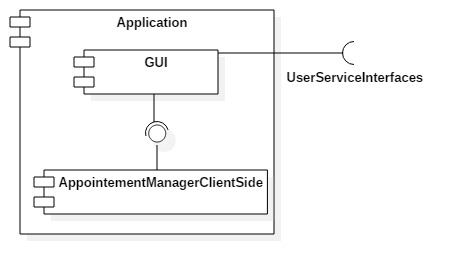 Application
GUI
UserServiceInterfaces
AppointementManagerClientSide